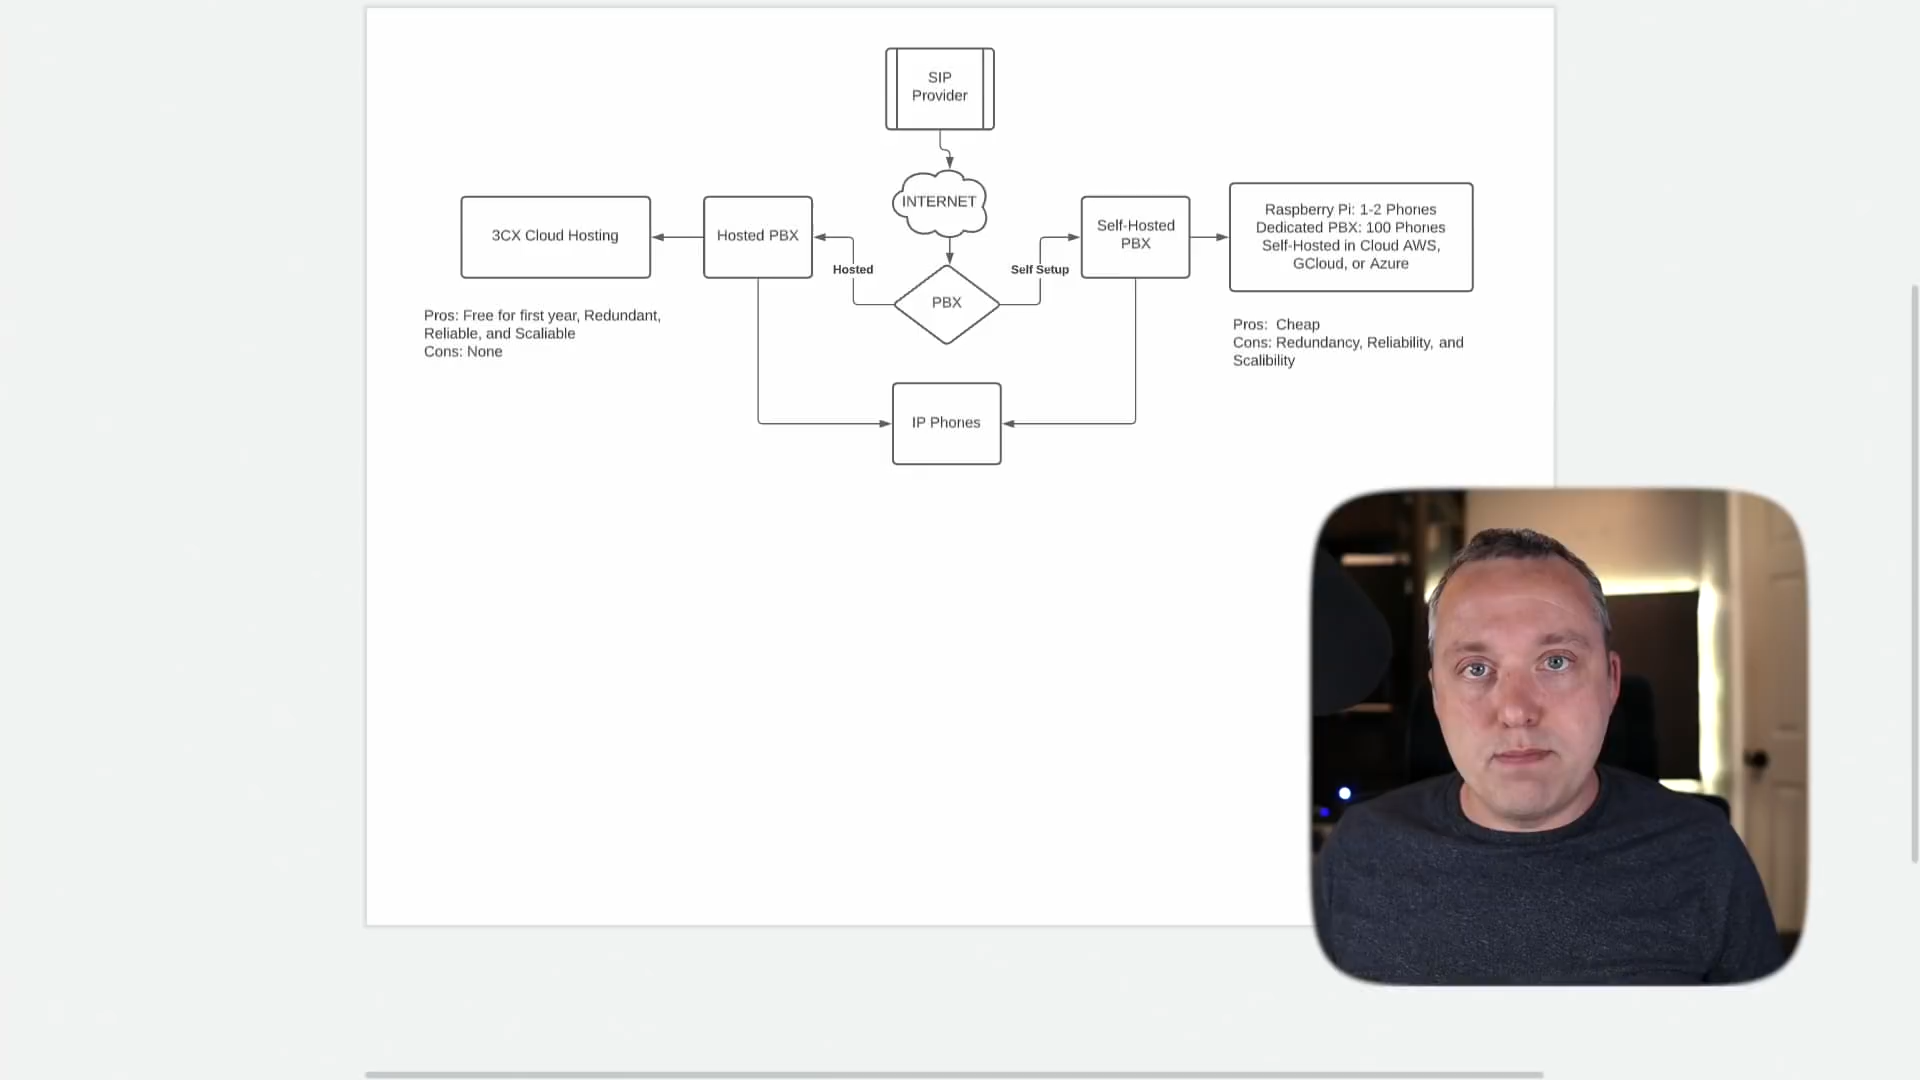 SIP
Provider
INTERNET
3CX Cloud Hosting
Hosted PBX
Self-Hosted
PBX
Raspberry Pi: 1-2 Phones
Dedicated PBX: 100 Phones
Self-Hosted in Cloud AWS,
GCloud, or Azure
Hosted
Self Setup
PBX
Pros: Free for first year, Redundant,
Reliable, and Scaliable
Cons: None
Pros:  Cheap
Cons: Redundancy, Reliability, and
Scalibility
IP Phones